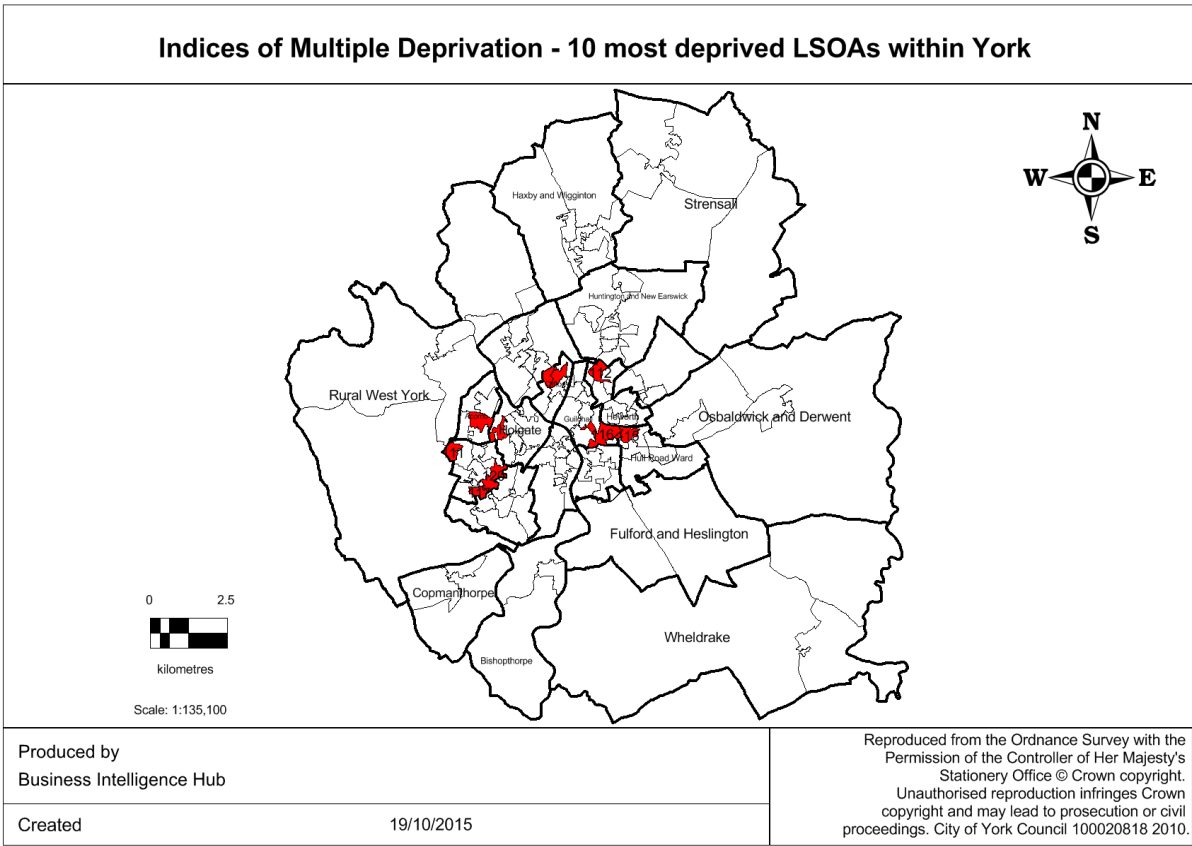 Indices of Multiple Deprivation - 10 most deprived LSOAs within York
N
W E
S
Haxby and Wigginton
Strensall
Huntington and New Earswick
Rural West York
Osbaldwick and Derwent
12
Holgate
Hull Road Ward
11
Fulford and Heslington
Copmanthorpe
Wheldrake
Bishopthorpe
0 2.5
kilometres
Scale: 1:135,100
Produced by
Business Intelligence Hub
Created 19/10/2015
Reproduced from the Ordnance Survey with the
Permission of the Controller of Her Majesty's
Stationery Office © Crown copyright.
Unauthorised reproduction infringes Crown
copyright and may lead to prosecution or civil
proceedings. City of York Council 100020818 2010.